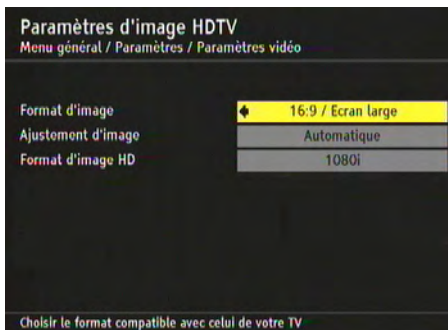 Paramètres d'image HDTV
Menu général / Paramètres / Paramètres vidéo
Format d'image 16:9 / Ecran large
Ajustement d'image Automatique
Format d'image HD 1080i
Choisir le format compatible avec celui de votre TV